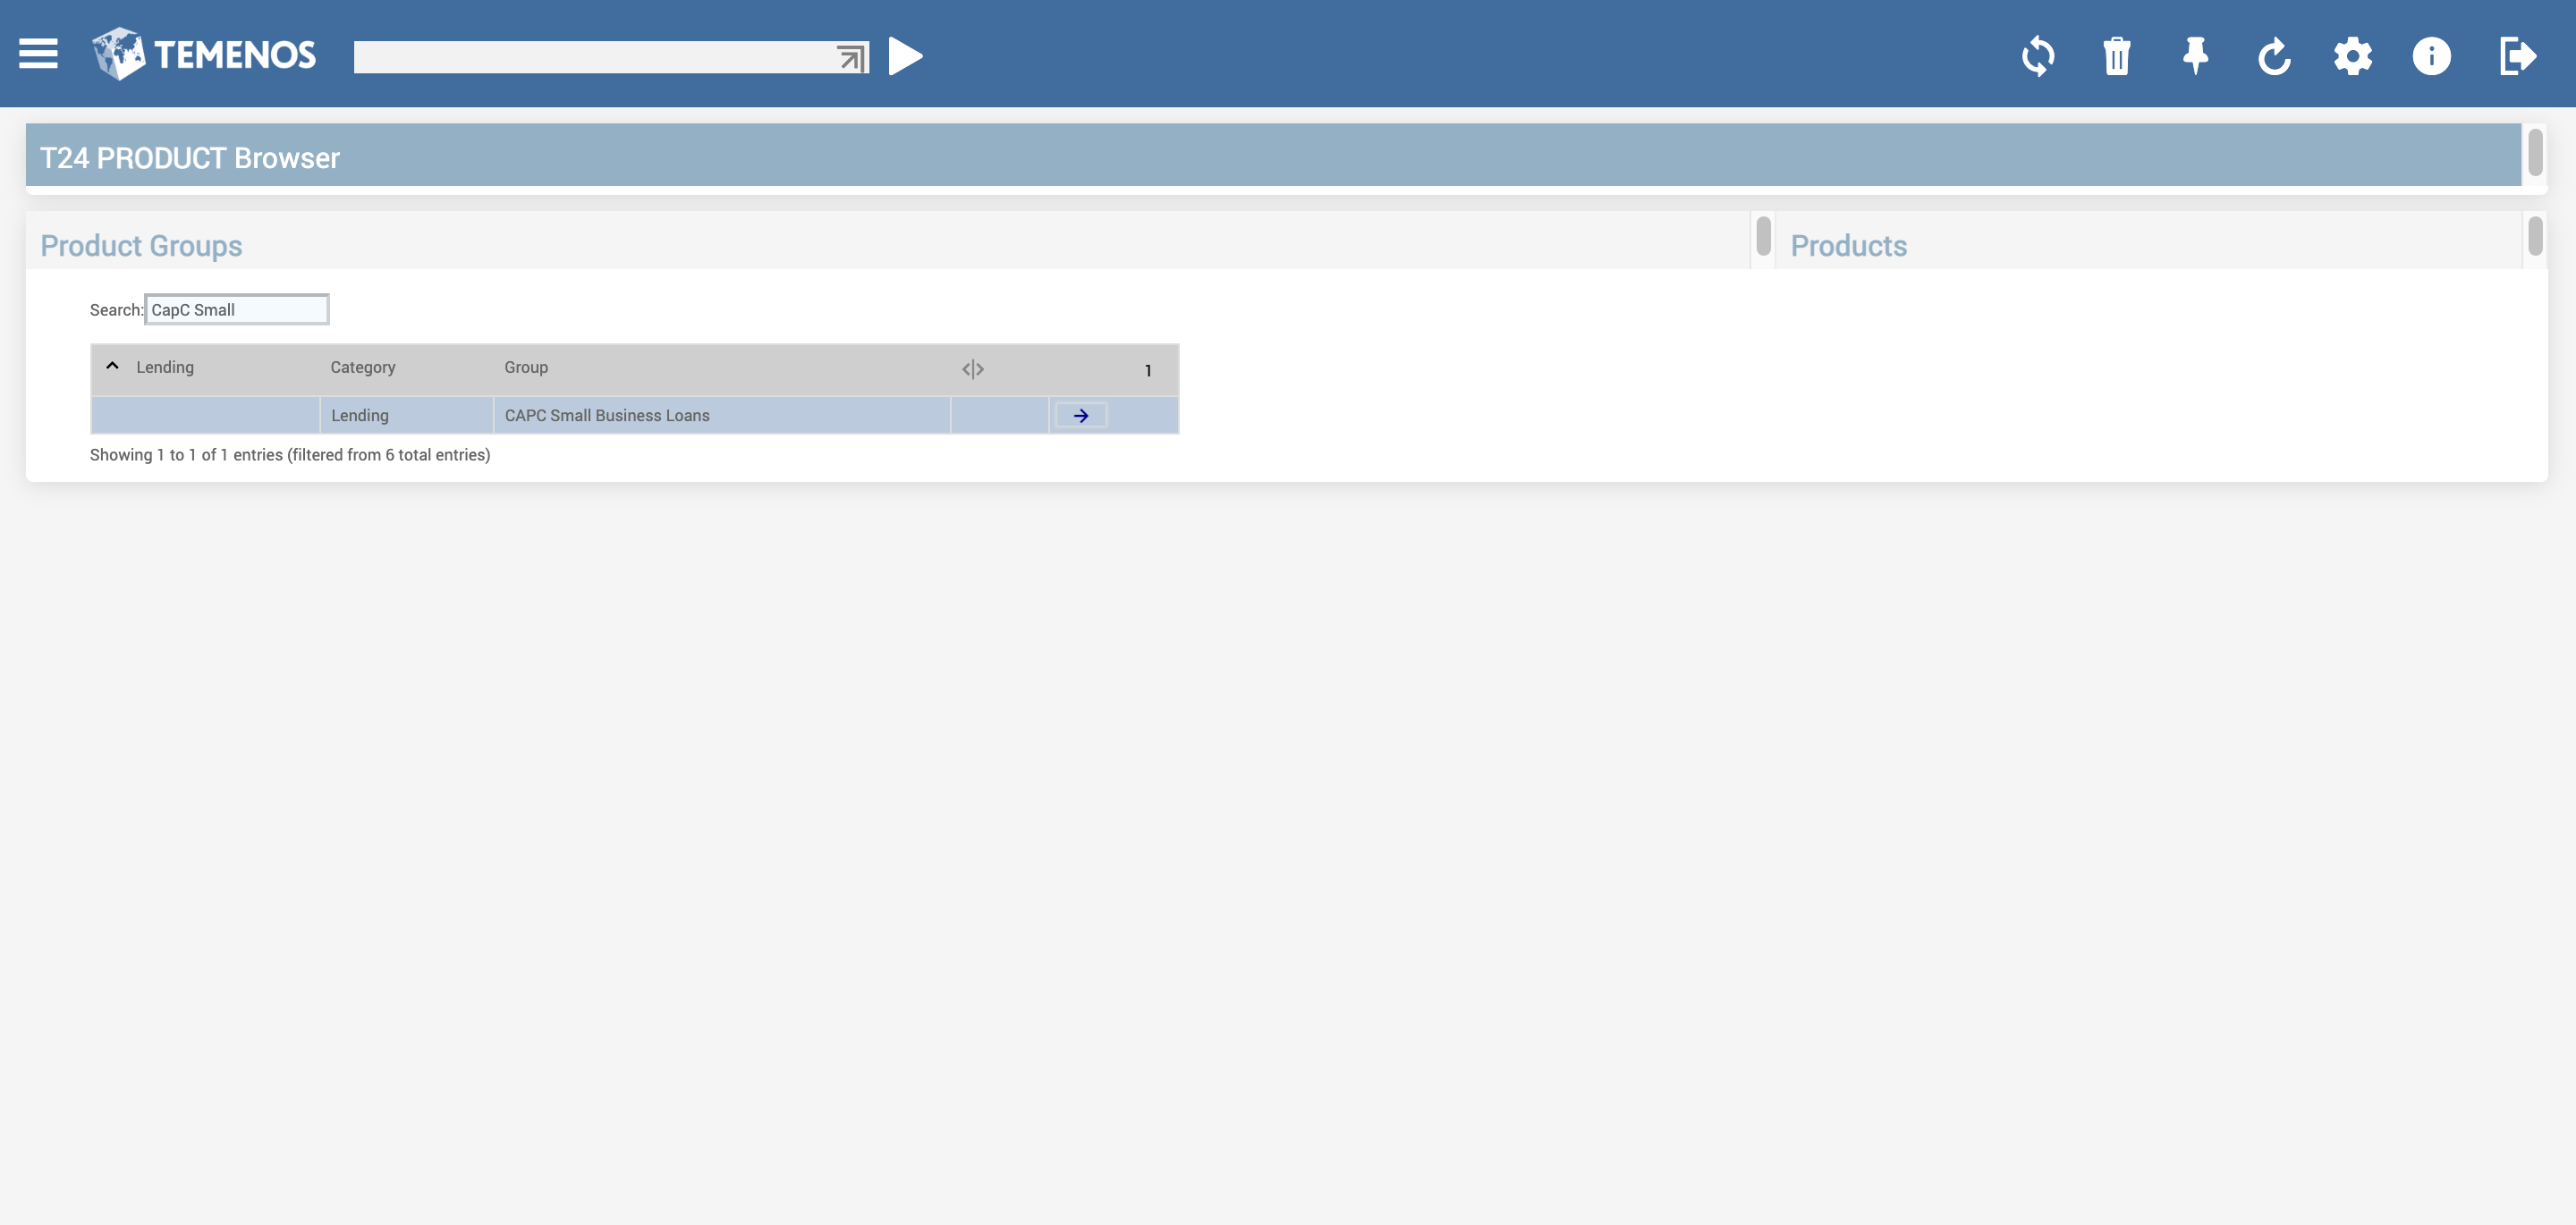 TEMENOS
T24 PRODUCT Browser
Product Groups
Products
Search: CapC Small
Lending Category Group 1
Lending CAPC Small Business Loans
Showing 1 to 1 of 1 entries (filtered from 6 total entries)